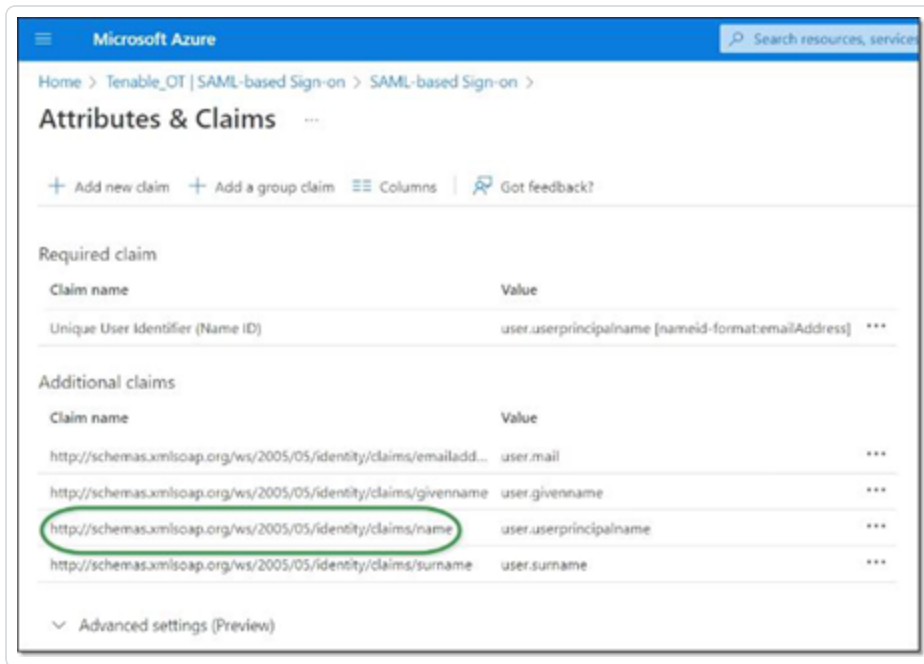 Microsoft Azure
Search resources, services
Home > Tenable_OT | SAML-based Sign-on > SAML-based Sign-on >
Attributes & Claims ...
+ Add new claim + Add a group claim Columns Got feedback?
Required claim
Claim name Value
Unique User Identifier (Name ID) user.userprincipalname [nameid-format:emailAddress] ...
Additional claims
Claim name Value
http://schemas.xmlsoap.org/ws/2005/05/identity/claims/emailadd... user.mail ...
http://schemas.xmlsoap.org/ws/2005/05/identity/claims/givenname user.givenname ...
http://schemas.xmlsoap.org/ws/2005/05/identity/claims/name user.userprincipalname ...
http://schemas.xmlsoap.org/ws/2005/05/identity/claims/surname user.surname ...
Advanced settings (Preview)